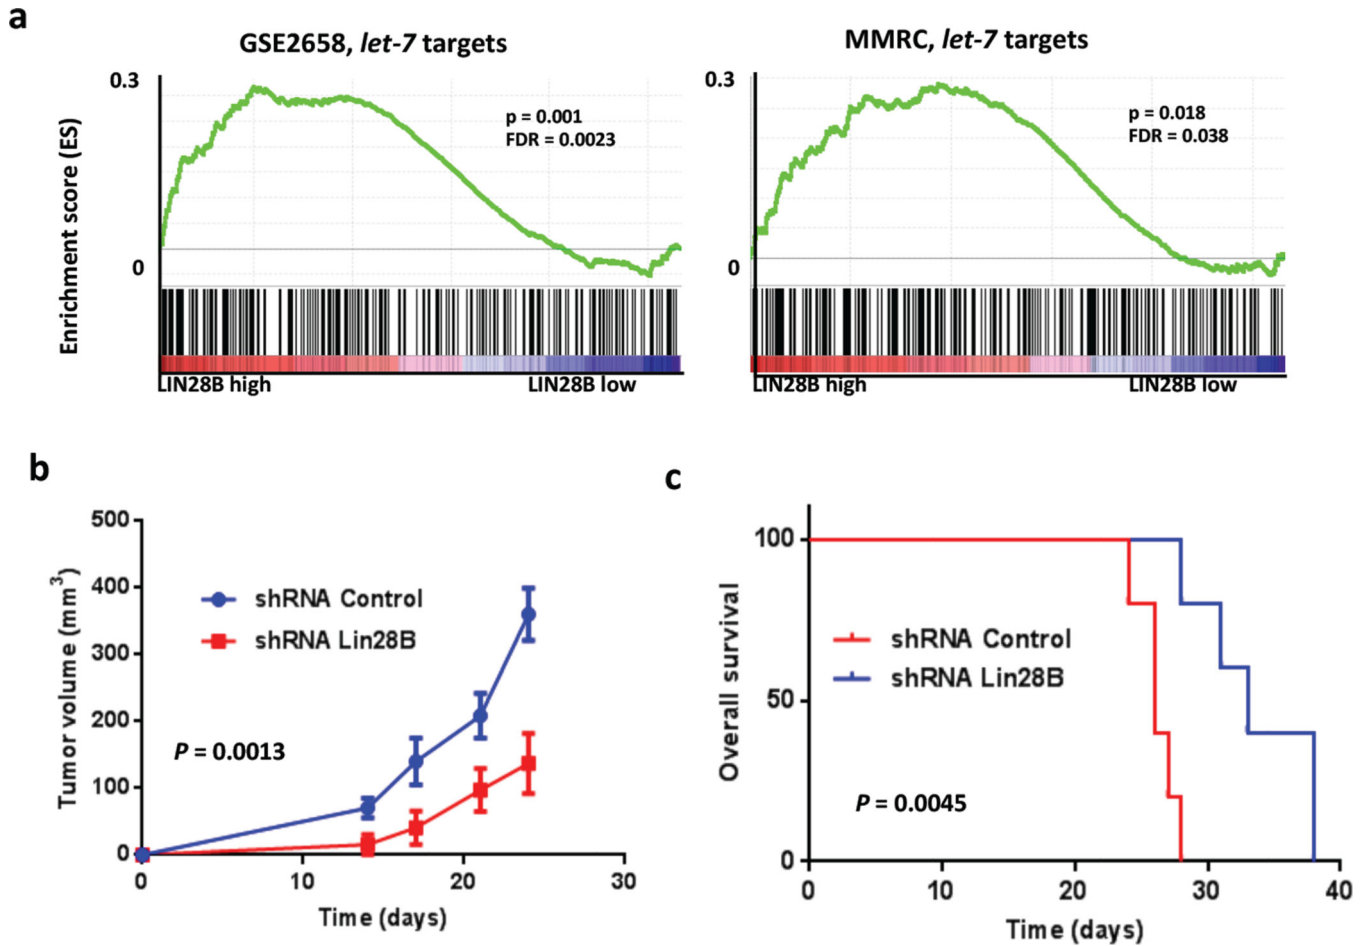 a
GSE2658, let-7 targets
MMRC, let-7 targets
Enrichment score (ES)
0.3
0
p = 0.001
FDR = 0.0023
LIN28B high
LIN28B low
0.3
0
p = 0.018
FDR = 0.038
LIN28B high
LIN28B low
b
Tumor volume (mm³)
500
400
300
200
100
0
shRNA Control
shRNA Lin28B
P = 0.0013
0 10 20 30
Time (days)
c
Overall survival
100
50
0
shRNA Control
shRNA Lin28B
P = 0.0045
0 10 20 30 40
Time (days)